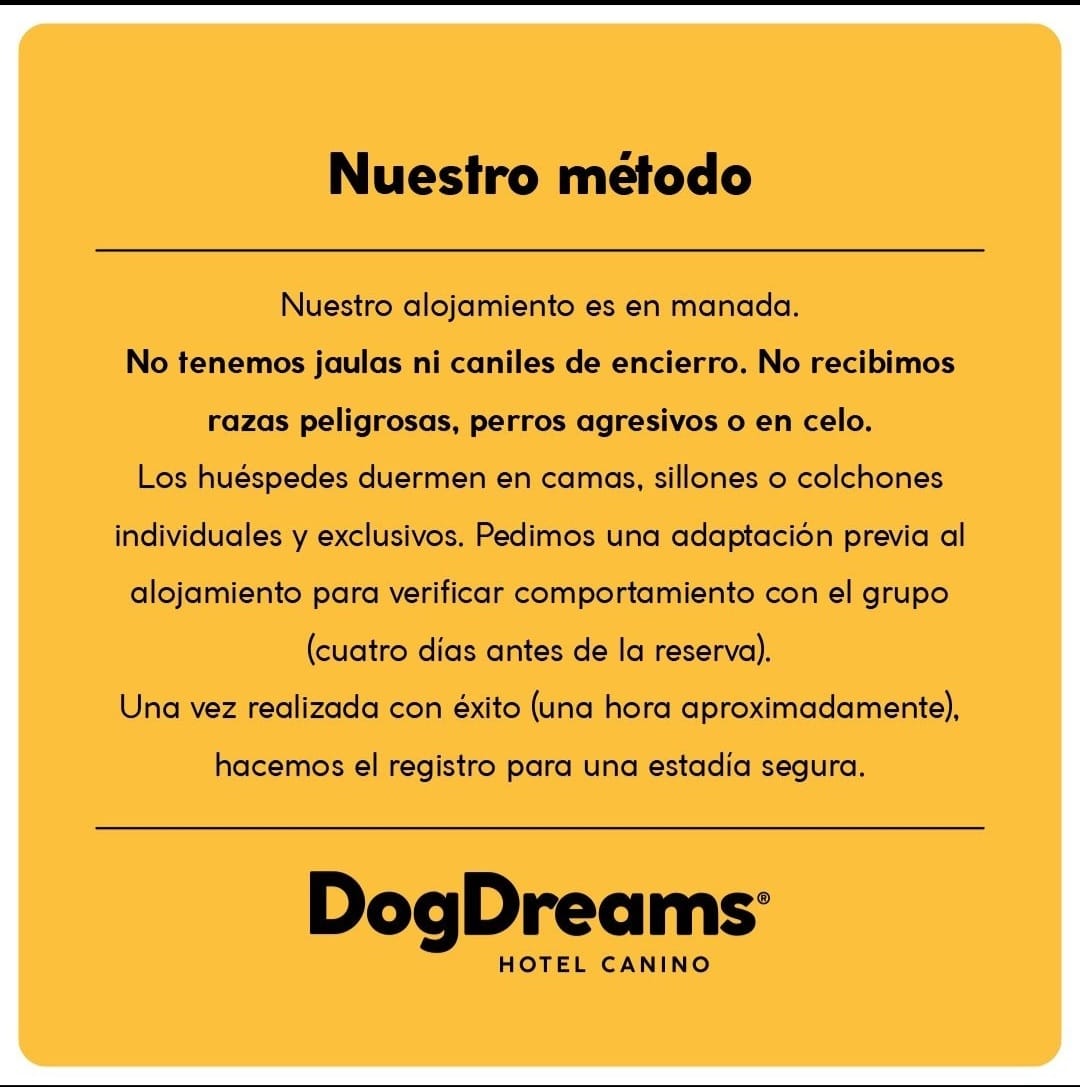 Nuestro método
Nuestro alojamiento es en manada.
No tenemos jaulas ni caniles de encierro. No recibimos
razas peligrosas, perros agresivos o en celo.
Los huéspedes duermen en camas, sillones o colchones
individuales y exclusivos. Pedimos una adaptación previa al
alojamiento para verificar comportamiento con el grupo
(cuatro días antes de la reserva).
Una vez realizada con éxito (una hora aproximadamente),
hacemos el registro para una estadía segura.
DogDreams®
HOTEL CANINO